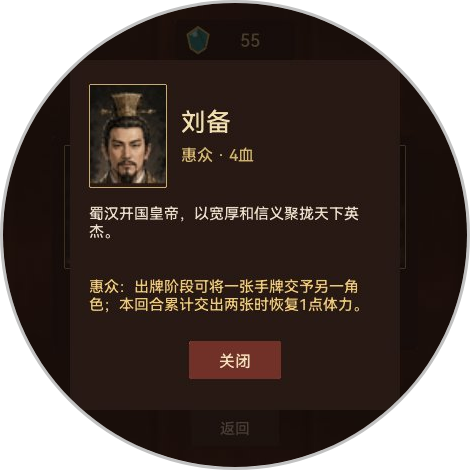 55
刘备
惠众 · 4血
蜀汉开国皇帝，以宽厚和信义聚拢天下英
杰。
惠众：出牌阶段可将一张手牌交予另一角
色；本回合累计交出两张时恢复1点体力。
关闭
返回